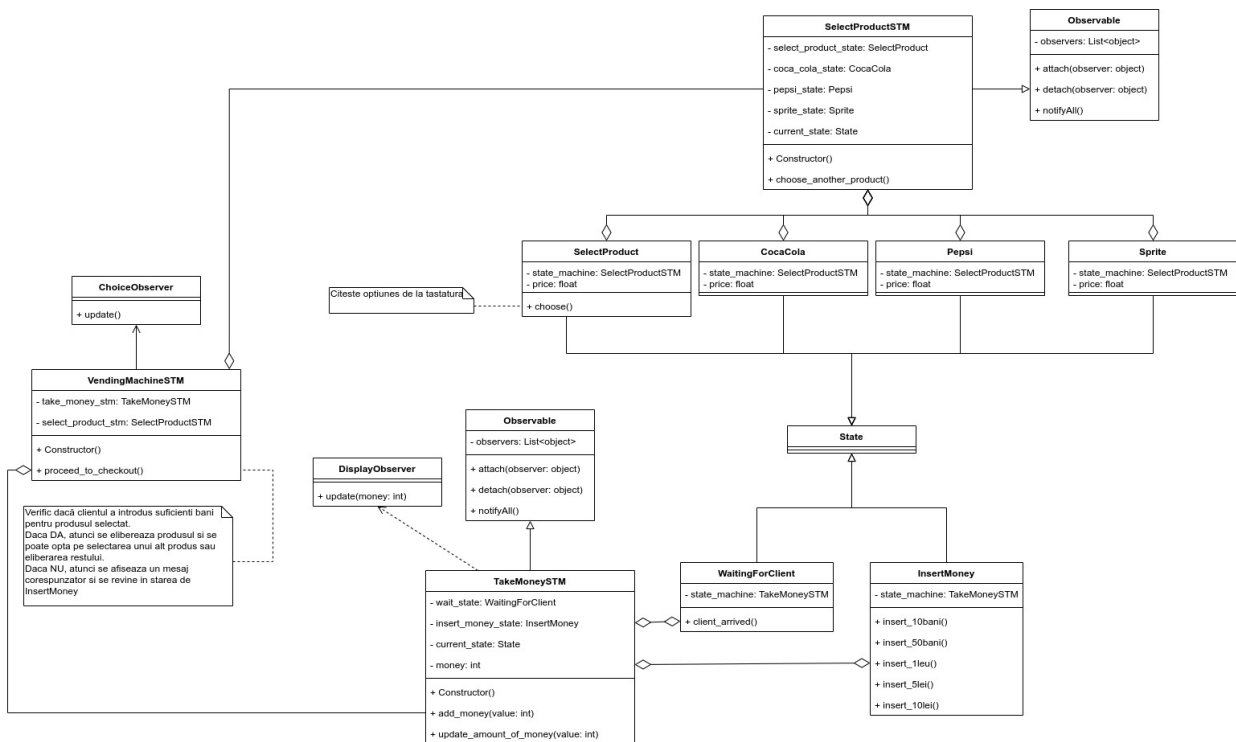 SelectProductSTM
- select_product_state: SelectProduct
- coca_cola_state: CocaCola
- pepsi_state: Pepsi
- sprite_state: Sprite
- current_state: State
+ Constructor()
+ choose_another_product()
Observable
- observers: List<object>
+ attach(observer: object)
+ detach(observer: object)
+ notifyAll()
SelectProduct
- state_machine: SelectProductSTM
- price: float
+ choose()
CocaCola
- state_machine: SelectProductSTM
- price: float
Pepsi
- state_machine: SelectProductSTM
- price: float
Sprite
- state_machine: SelectProductSTM
- price: float
Citeste optiunes de la tastatura
ChoiceObserver
+ update()
VendingMachineSTM
- take_money_stm: TakeMoneySTM
- select_product_stm: SelectProductSTM
+ Constructor()
+ proceed_to_checkout()
Verific dacă clientul a introdus suficienti bani
pentru produsul selectat.
Daca DA, atunci se elibereaza produsul si se
poate opta pe selectarea unui alt produs sau
eliberarea restului.
Daca NU, atunci se afiseaza un mesaj
corespunzator si se revine in starea de
InsertMoney
DisplayObserver
+ update(money: int)
Observable
- observers: List<object>
+ attach(observer: object)
+ detach(observer: object)
+ notifyAll()
State
TakeMoneySTM
- wait_state: WaitingForClient
- insert_money_state: InsertMoney
- current_state: State
- money: int
+ Constructor()
+ add_money(value: int)
+ update_amount_of_money(value: int)
WaitingForClient
- state_machine: TakeMoneySTM
+ client_arrived()
InsertMoney
- state_machine: TakeMoneySTM
+ insert_10bani()
+ insert_50bani()
+ insert_1leu()
+ insert_5lei()
+ insert_10lei()